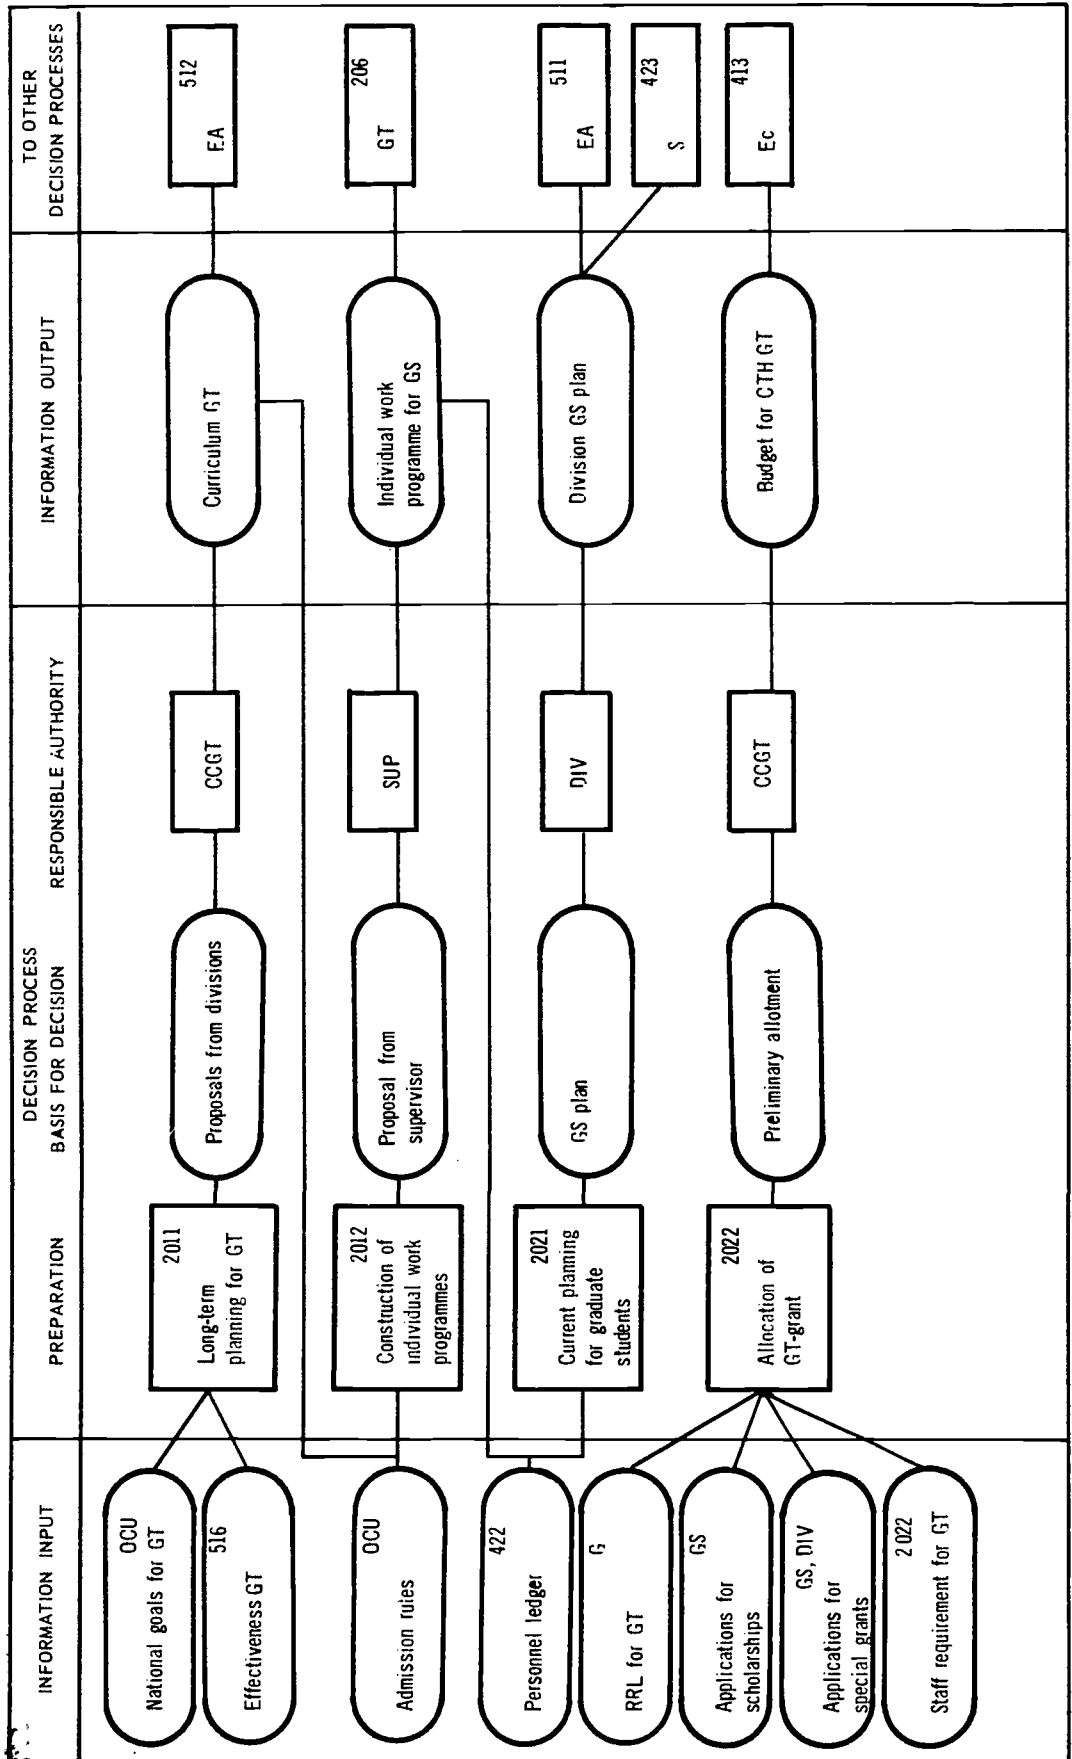 DECISION PROCESS
INFORMATION INPUT
PREPARATION
BASIS FOR DECISION
RESPONSIBLE AUTHORITY
INFORMATION OUTPUT
TO OTHER
DECISION PROCESSES
OCU
National goals for GT
516
Effectiveness GT
2011
Long-term
planning for GT
Proposals from divisions
CCGT
Curriculum GT
512
EA
OCU
Admission rules
2012
Construction of
individual work
programmes
Proposal from
supervisor
SUP
Individual work
programme for GS
206
GT
422
Personnel ledger
2021
Current planning
for graduate
students
GS plan
DIV
Division GS plan
511
EA
423
S
G
RRL for GT
GS
Applications for
scholarships
GS, DIV
Applications for
special grants
2022
Staff requirement for GT
2022
Allocation of
GT-grant
Preliminary allotment
CCGT
Budget for CTH GT
413
Ec